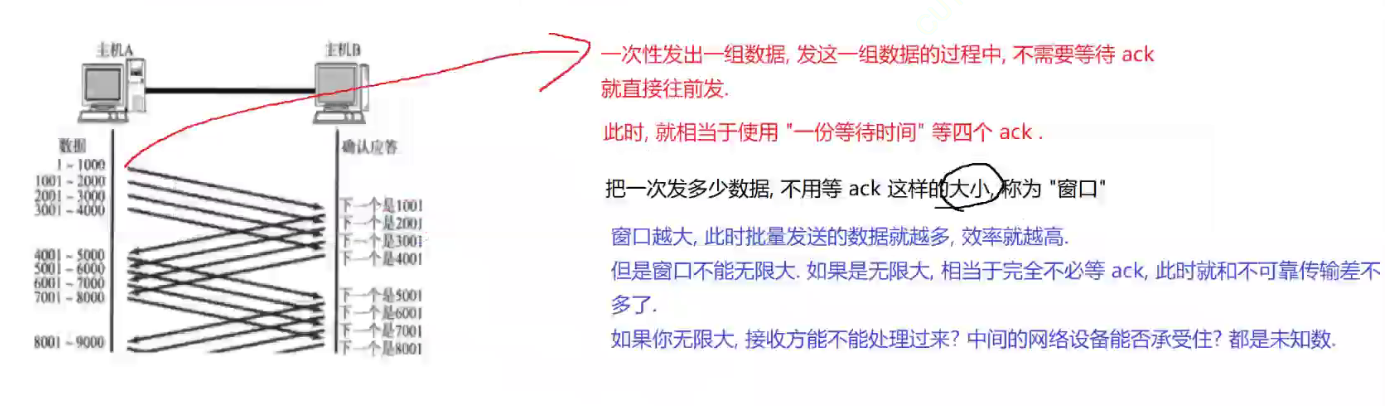 主机A
主机B
数据
确认应答
1 ~ 1000
1001 ~ 2000
2001 ~ 3000
3001 ~ 4000
下一个是1001
下一个是2001
下一个是3001
下一个是4001
4001 ~ 5000
5001 ~ 6000
6001 ~ 7000
7001 ~ 8000
下一个是5001
下一个是6001
下一个是7001
下一个是8001
8001 ~ 9000
一次性发出一组数据, 发这一组数据的过程中, 不需要等待 ack
就直接往前发.
此时, 就相当于使用 "一份等待时间" 等四个 ack .
把一次发多少数据, 不用等 ack 这样的大小, 称为 "窗口"
窗口越大, 此时批量发送的数据就越多, 效率就越高.
但是窗口不能无限大. 如果是无限大, 相当于完全不必等 ack, 此时就和不可靠传输差不
多了.
如果你无限大, 接收方能不能处理过来? 中间的网络设备能否承受住? 都是未知数.